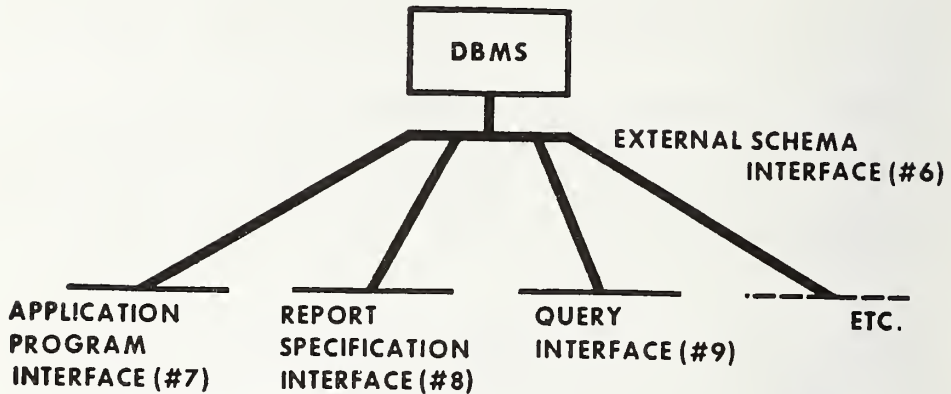 DBMS
EXTERNAL SCHEMA
INTERFACE (#6)
APPLICATION
PROGRAM
INTERFACE (#7)
REPORT
SPECIFICATION
INTERFACE (#8)
QUERY
INTERFACE (#9)
ETC.